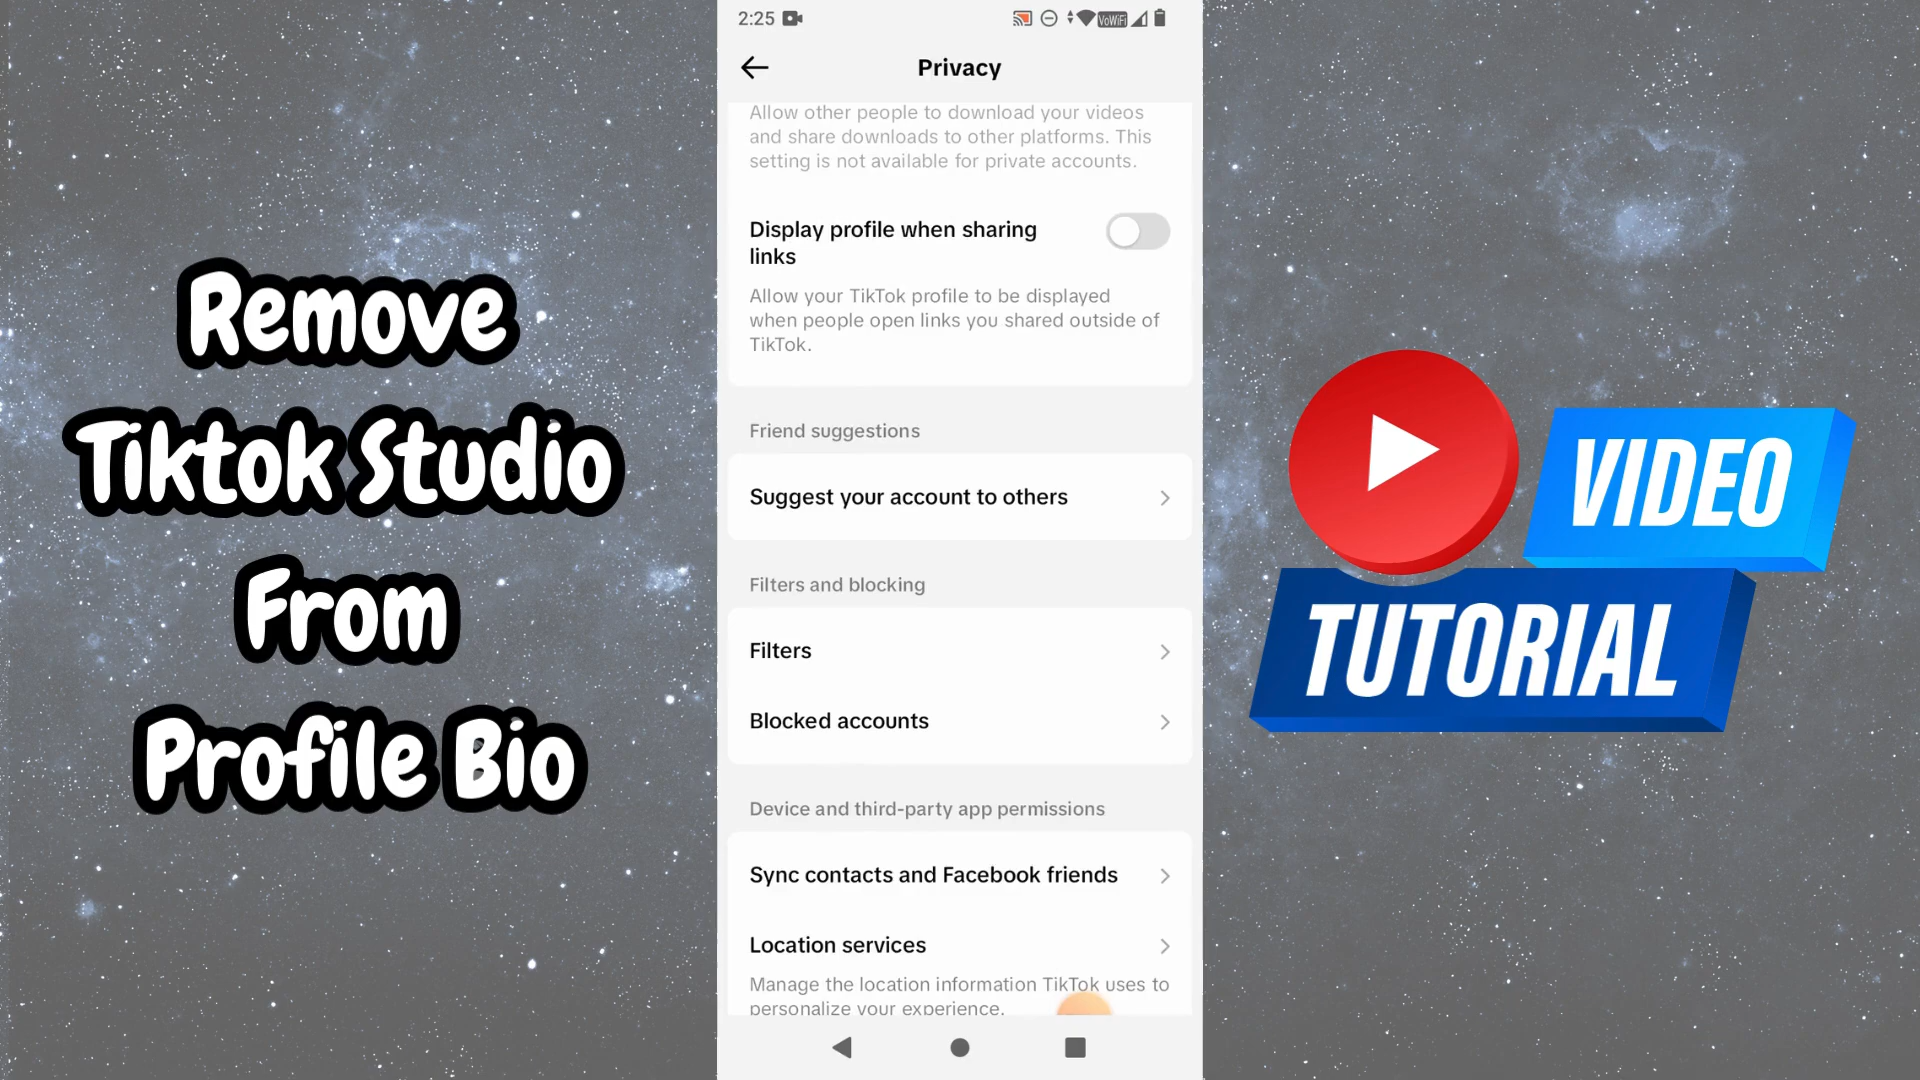 Remove
Tiktok Studio
From
Profile Bio
2:25
VoWiFi
Privacy
Allow other people to download your videos
and share downloads to other platforms. This
setting is not available for private accounts.
Display profile when sharing
links
Allow your TikTok profile to be displayed
when people open links you shared outside of
TikTok.
Friend suggestions
Suggest your account to others
Filters and blocking
Filters
Blocked accounts
Device and third-party app permissions
Sync contacts and Facebook friends
Location services
Manage the location information TikTok uses to
personalize your experience.
VIDEO
TUTORIAL